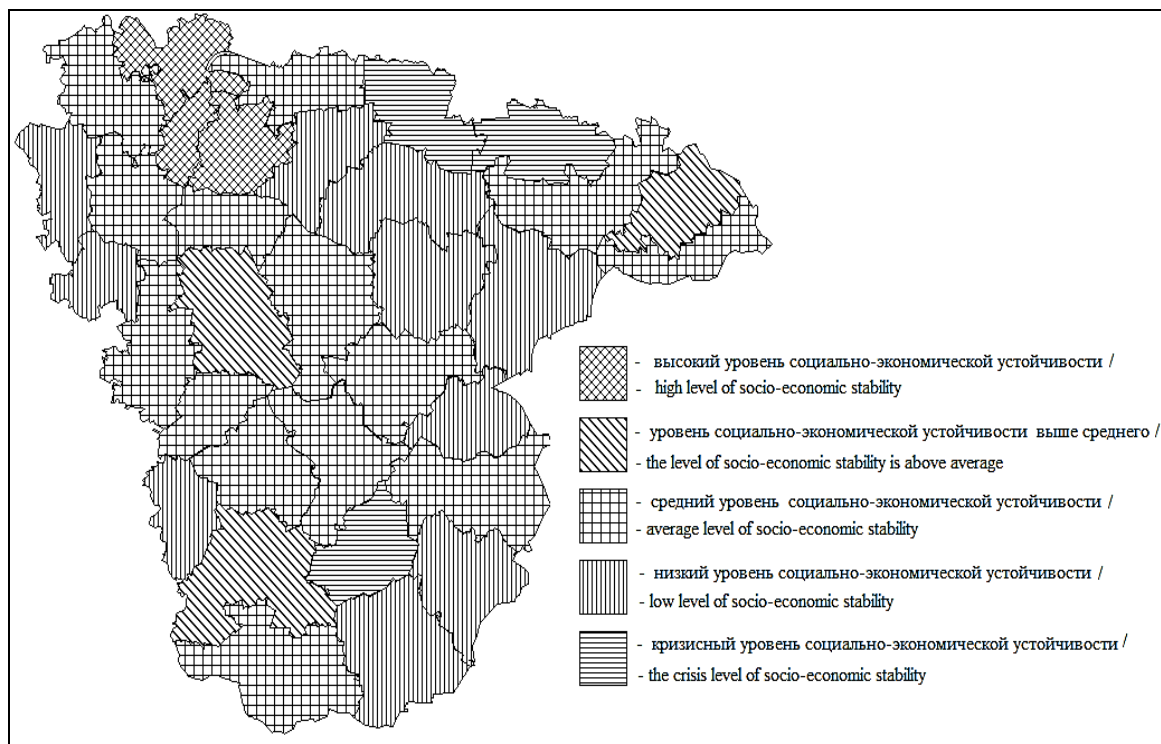 - высокий уровень социально-экономической устойчивости /
- high level of socio-economic stability
- уровень социально-экономической устойчивости выше среднего /
- the level of socio-economic stability is above average
- средний уровень социально-экономической устойчивости /
- average level of socio-economic stability
- низкий уровень социально-экономической устойчивости /
- low level of socio-economic stability
- кризисный уровень социально-экономической устойчивости /
- the crisis level of socio-economic stability